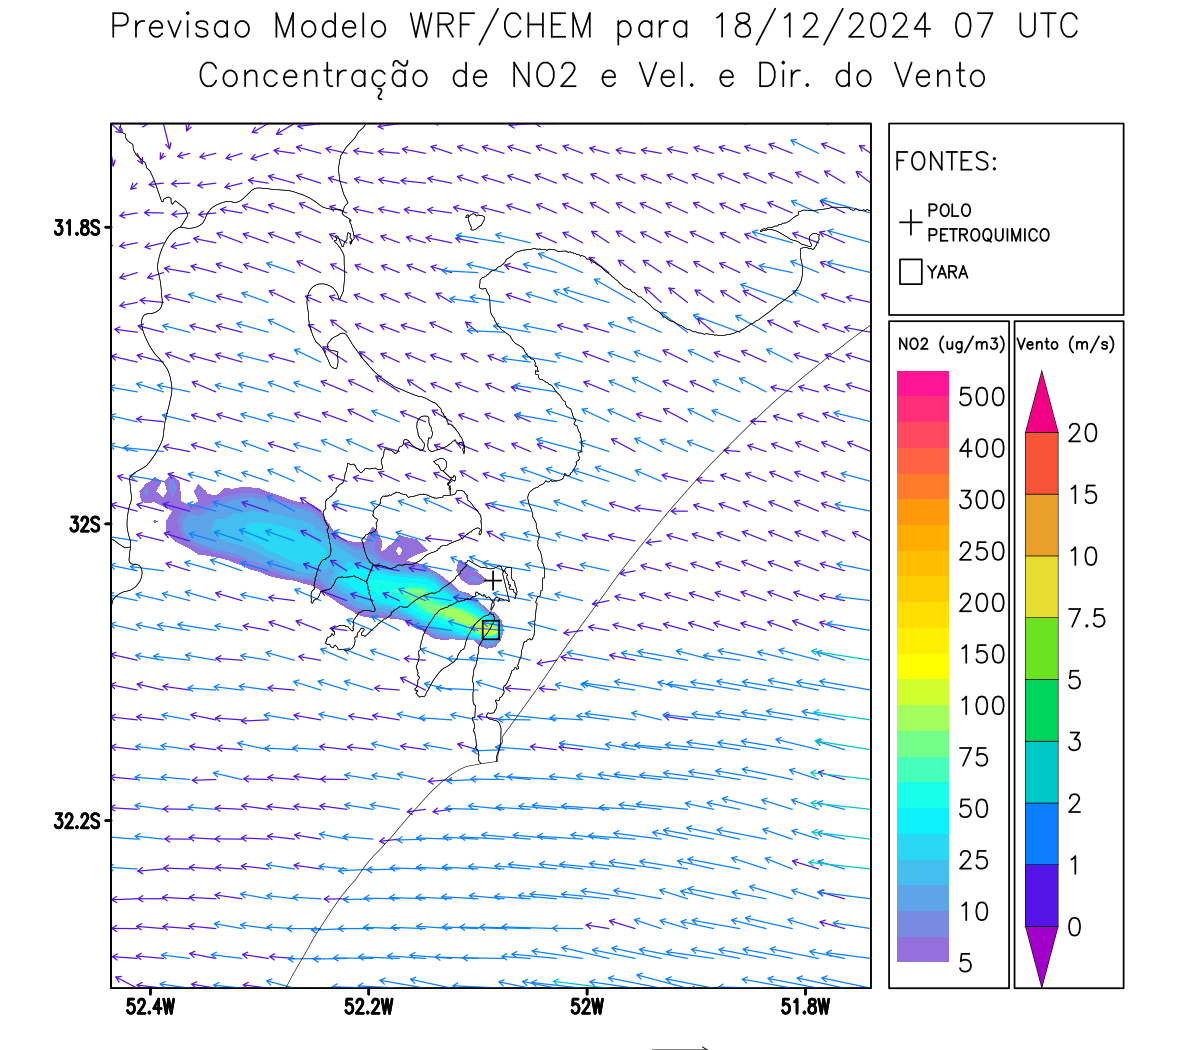 Previsao Modelo WRF/CHEM para 18/12/2024 07 UTC
Concentração de NO2 e Vel. e Dir. do Vento
FONTES:
POLO
PETROQUIMICO
YARA
NO2 (ug/m3)
500
400
300
250
200
150
100
75
50
25
10
5
Vento (m/s)
20
15
10
7.5
5
3
2
1
0
31.8S
32S
32.2S
52.4W
52.2W
52W
51.8W